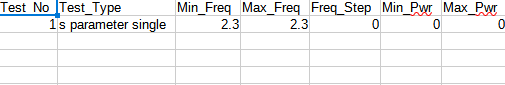 Test_No Test_Type Min_Freq Max_Freq Freq_Step Min_Pwr Max_Pwr
1 s parameter single 2.3 2.3 0 0 0